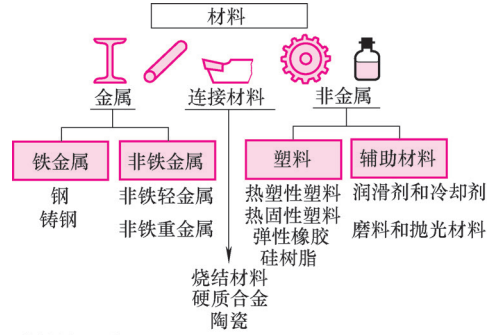 材料
金属
连接材料
非金属
铁金属
非铁金属
塑料
辅助材料
钢
铸钢
非铁轻金属
非铁重金属
热塑性塑料
热固性塑料
弹性橡胶
硅树脂
润滑剂和冷却剂
磨料和抛光材料
烧结材料
硬质合金
陶瓷